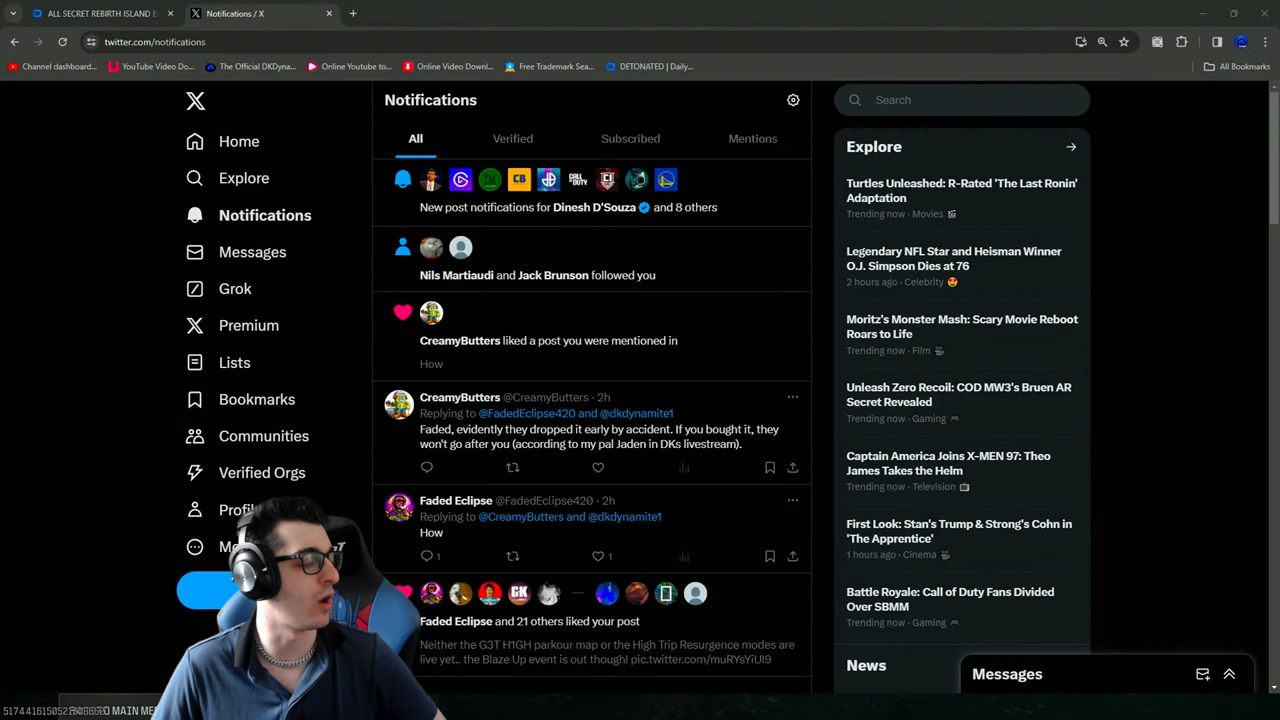 ALL SECRET REBIRTH ISLAND E
Notifications / X
twitter.com/notifications
Channel dashboard...
YouTube Video Do...
The Official DKDyna...
Online Youtube to...
Online Video Downl...
Free Trademark Sea...
DETONATED | Daily...
All Bookmarks
Home
Explore
Notifications
Messages
Grok
Premium
Lists
Bookmarks
Communities
Verified Orgs
Notifications
All
Verified
Subscribed
Mentions
New post notifications for Dinesh D'Souza and 8 others
Nils Martiaudi and Jack Brunson followed you
CreamyButters liked a post you were mentioned in
How
CreamyButters @CreamyButters · 2h
Replying to @FadedEclipse420 and @dkdynamite1
Faded, evidently they dropped it early by accident. If you bought it, they
won't go after you (according to my pal Jaden in DKs livestream).
Faded Eclipse @FadedEclipse420 · 2h
Replying to @CreamyButters and @dkdynamite1
How
1
1
Faded Eclipse and 21 others liked your post
Neither the G3T H1GH parkour map or the High Trip Resurgence modes are
live yet.. the Blaze Up event is out though! pic.twitter.com/muRYsYiUI9
Search
Explore
Turtles Unleashed: R-Rated 'The Last Ronin'
Adaptation
Trending now · Movies
Legendary NFL Star and Heisman Winner
O.J. Simpson Dies at 76
2 hours ago · Celebrity
Moritz's Monster Mash: Scary Movie Reboot
Roars to Life
Trending now · Film
Unleash Zero Recoil: COD MW3's Bruen AR
Secret Revealed
Trending now · Gaming
Captain America Joins X-MEN 97: Theo
James Takes the Helm
Trending now · Television
First Look: Stan's Trump & Strong's Cohn in
'The Apprentice'
1 hours ago · Cinema
Battle Royale: Call of Duty Fans Divided
Over SBMM
Trending now · Gaming
News
Messages